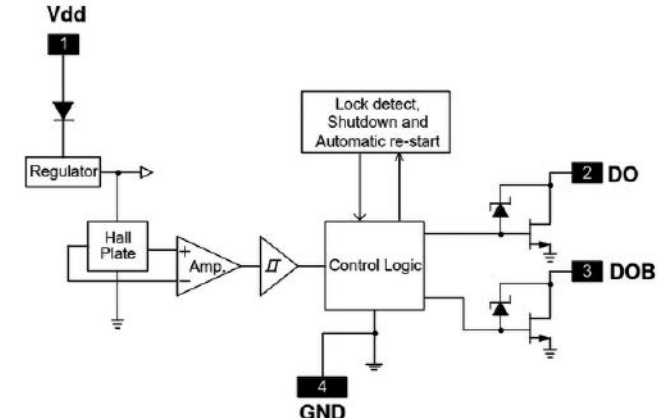 Vdd
1
Lock detect,
Shutdown and
Automatic re-start
Regulator
2 DO
Hall
Plate
+
Amp.
−
Control Logic
3 DOB
4
GND